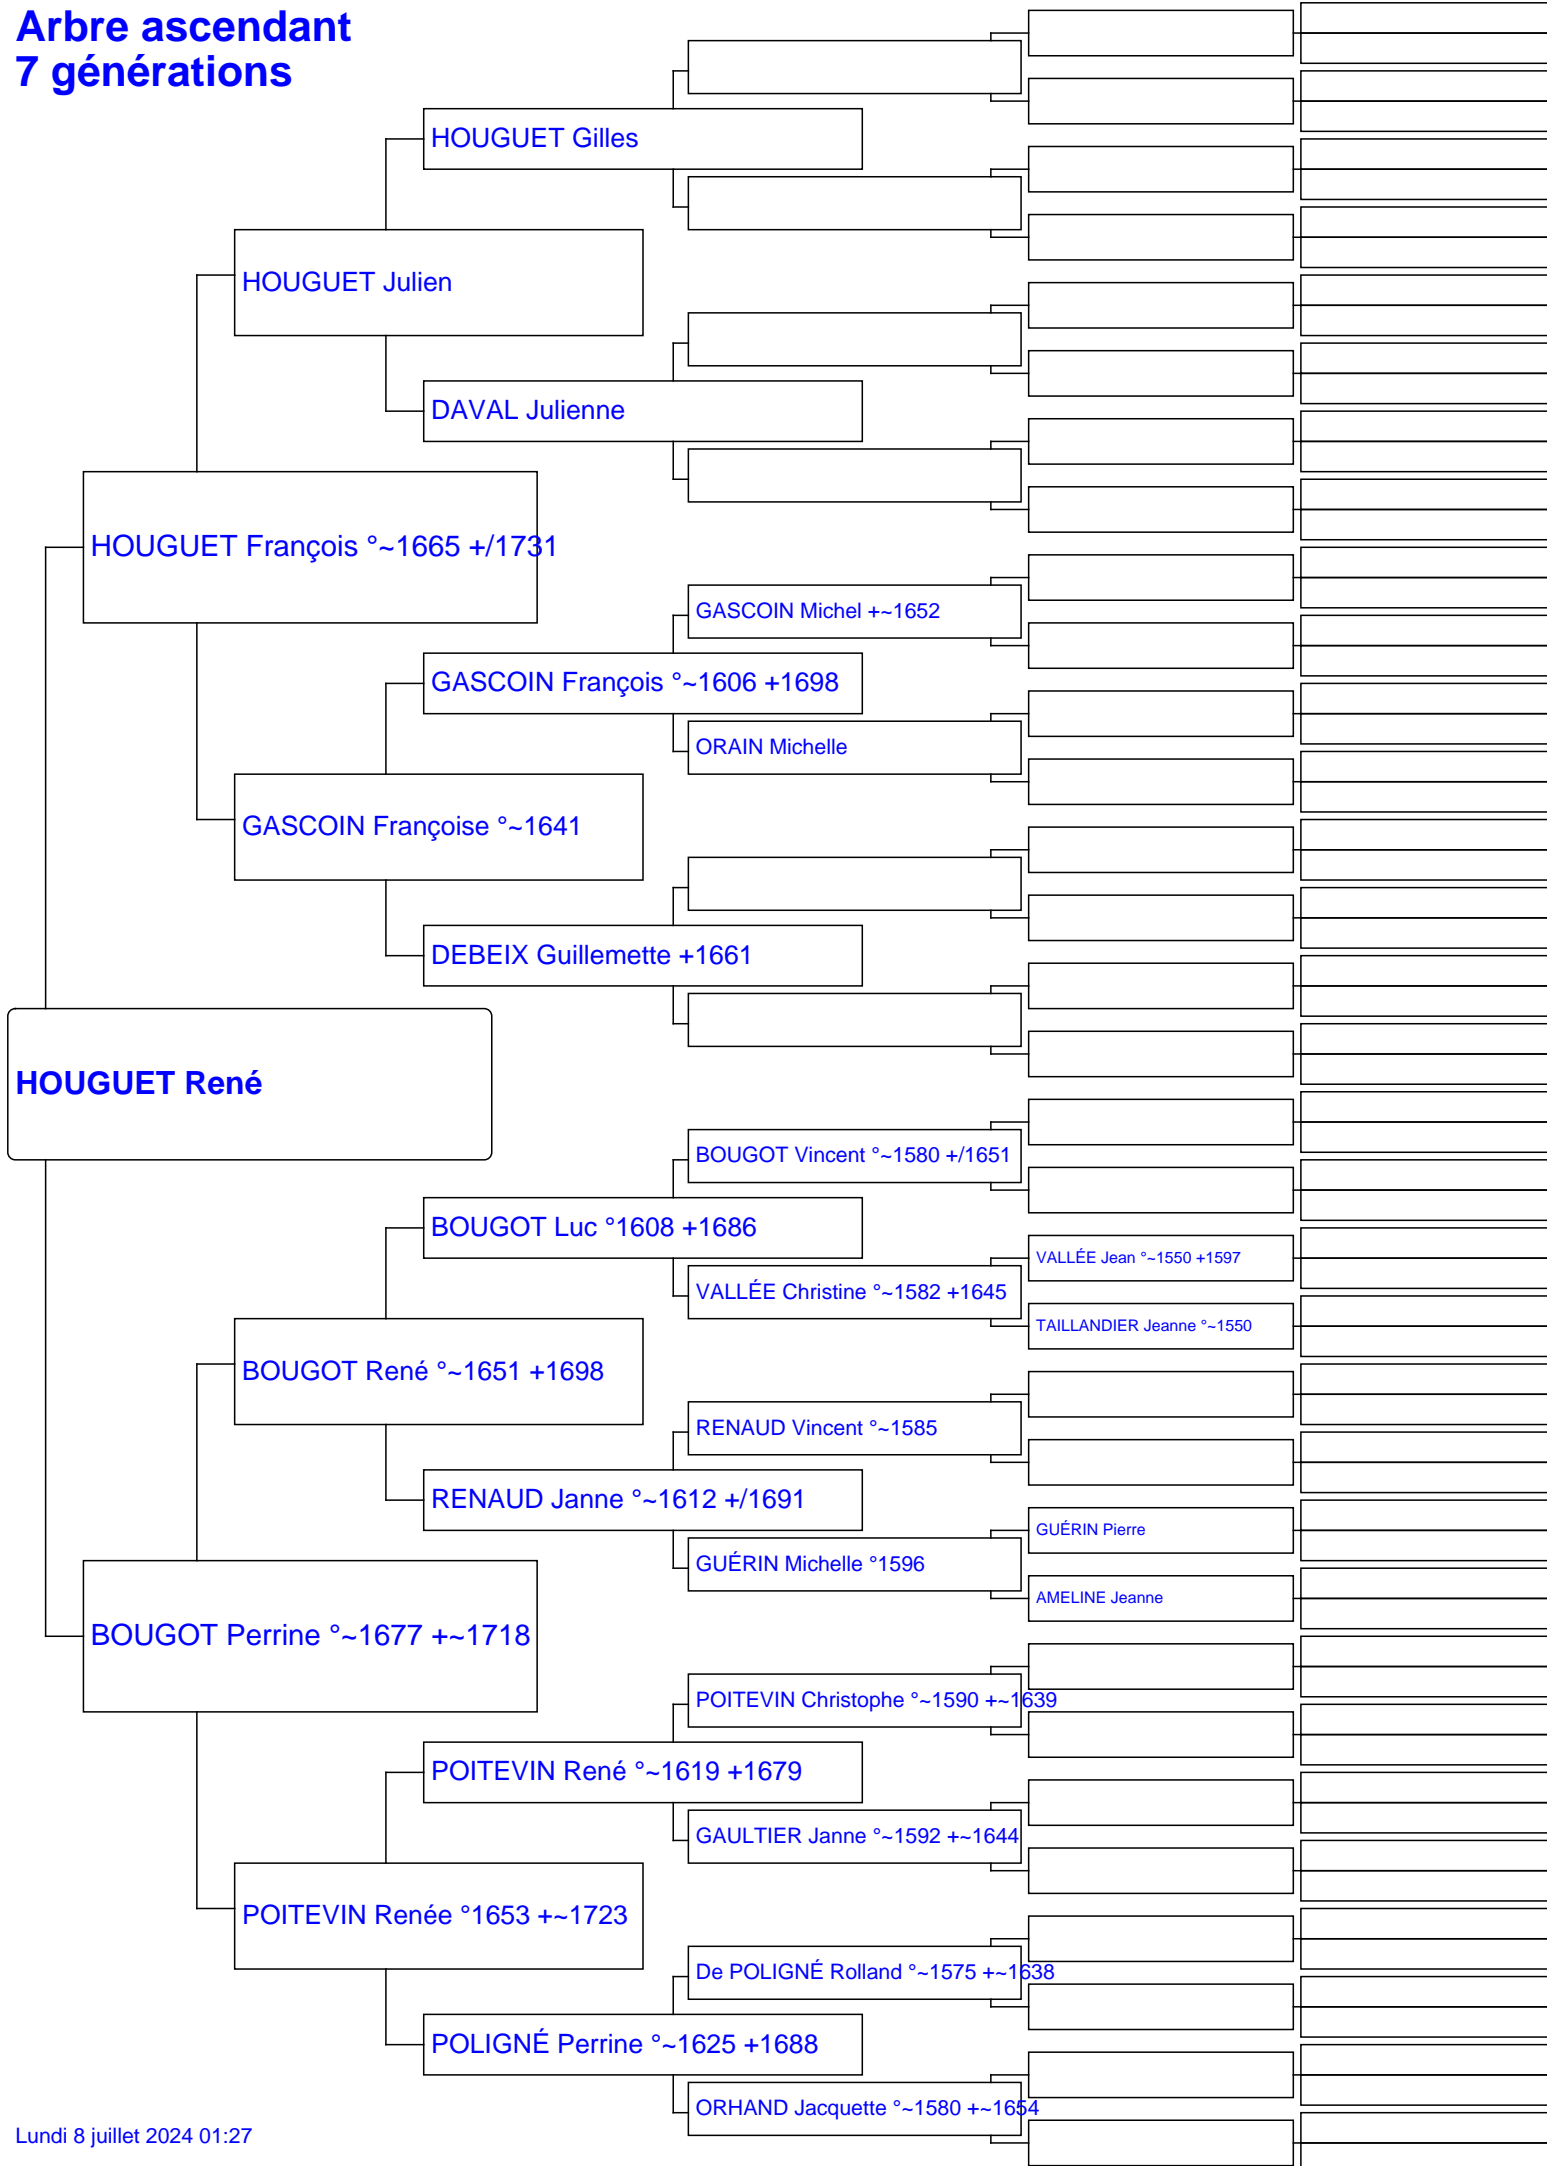 Arbre ascendant
7 générations
HOUGUET Gilles
HOUGUET Julien
DAVAL Julienne
HOUGUET François °~1665 +/1731
GASCOIN Michel +~1652
GASCOIN François °~1606 +1698
ORAIN Michelle
GASCOIN Françoise °~1641
DEBEIX Guillemette +1661
HOUGUET René
BOUGOT Vincent °~1580 +/1651
BOUGOT Luc °1608 +1686
VALLÉE Jean °~1550 +1597
VALLÉE Christine °~1582 +1645
TAILLANDIER Jeanne °~1550
BOUGOT René °~1651 +1698
RENAUD Vincent °~1585
RENAUD Janne °~1612 +/1691
GUÉRIN Pierre
GUÉRIN Michelle °1596
AMELINE Jeanne
BOUGOT Perrine °~1677 +~1718
POITEVIN Christophe °~1590 +~1639
POITEVIN René °~1619 +1679
GAULTIER Janne °~1592 +~1644
POITEVIN Renée °1653 +~1723
De POLIGNÉ Rolland °~1575 +~1638
POLIGNÉ Perrine °~1625 +1688
ORHAND Jacquette °~1580 +~1654
Lundi 8 juillet 2024 01:27